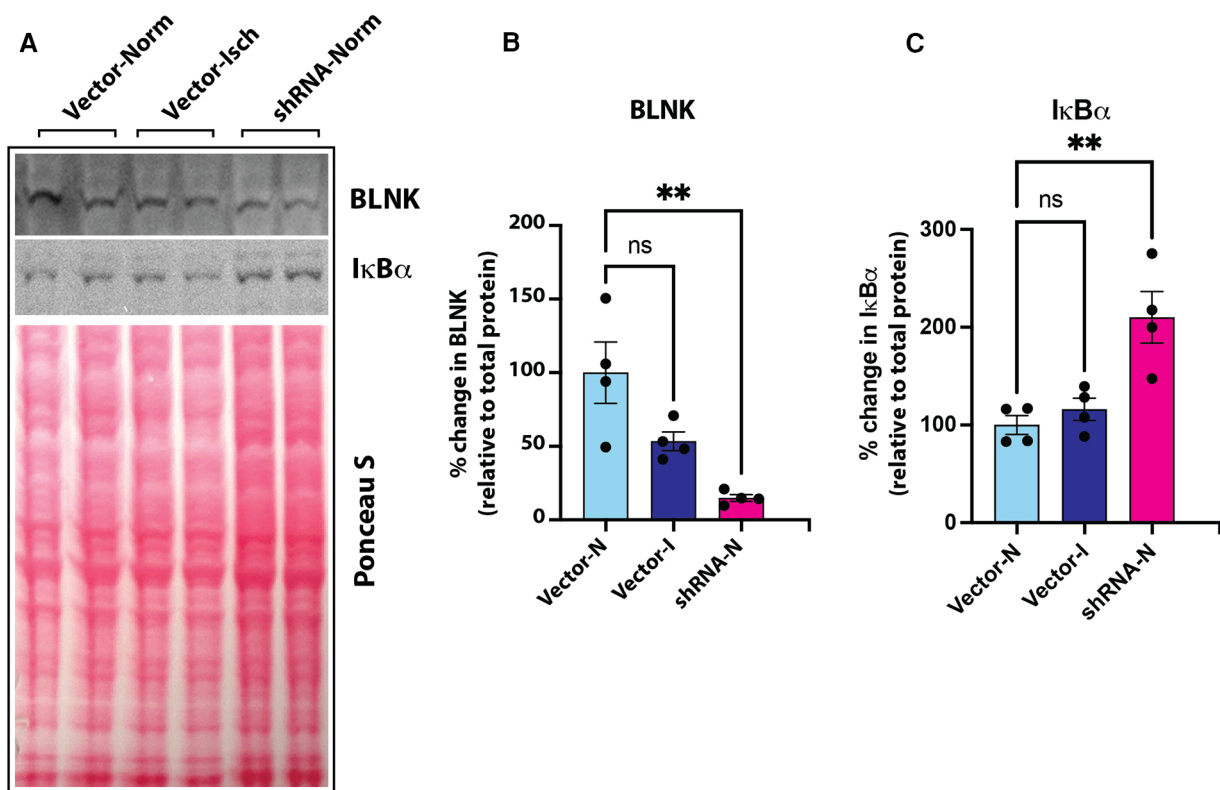 A
Vector-Norm
Vector-Isch
shRNA-Norm
BLNK
IκBα
Ponceau S
B
BLNK
**
ns
% change in BLNK
(relative to total protein)
200
150
100
50
0
Vector-N
Vector-I
shRNA-N
C
IκBα
**
ns
% change in IκBα
(relative to total protein)
300
200
100
0
Vector-N
Vector-I
shRNA-N